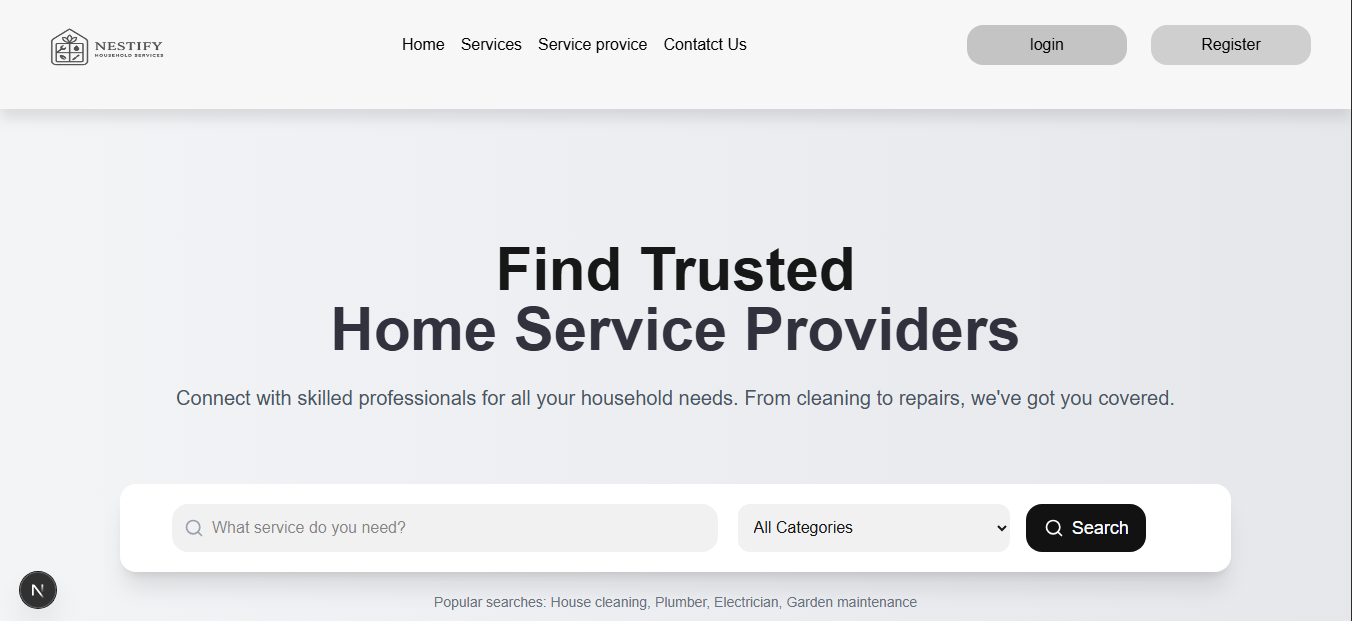 NESTIFY
HOUSEHOLD SERVICES
Home Services Service provice Contatct Us
login
Register
Find Trusted
Home Service Providers
Connect with skilled professionals for all your household needs. From cleaning to repairs, we've got you covered.
What service do you need?
All Categories
Search
N
Popular searches: House cleaning, Plumber, Electrician, Garden maintenance